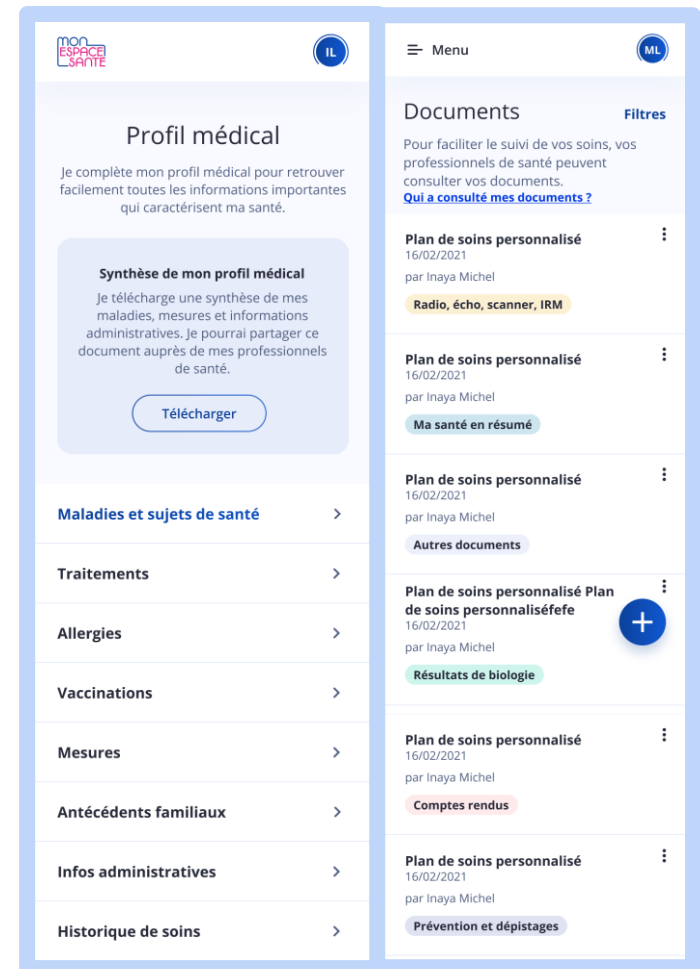 mon
ESPACE
SANTÉ
IL
Profil médical
Je complète mon profil médical pour retrouver
facilement toutes les informations importantes
qui caractérisent ma santé.
Synthèse de mon profil médical
Je télécharge une synthèse de mes
maladies, mesures et informations
administratives. Je pourrai partager ce
document auprès de mes professionnels
de santé.
Télécharger
Maladies et sujets de santé
Traitements
Allergies
Vaccinations
Mesures
Antécédents familiaux
Infos administratives
Historique de soins
Menu
ML
Documents
Filtres
Pour faciliter le suivi de vos soins, vos
professionnels de santé peuvent
consulter vos documents.
Qui a consulté mes documents ?
Plan de soins personnalisé
16/02/2021
par Inaya Michel
Radio, écho, scanner, IRM
Plan de soins personnalisé
16/02/2021
par Inaya Michel
Ma santé en résumé
Plan de soins personnalisé
16/02/2021
par Inaya Michel
Autres documents
Plan de soins personnalisé Plan
de soins personnaliséfefe
16/02/2021
par Inaya Michel
Résultats de biologie
Plan de soins personnalisé
16/02/2021
par Inaya Michel
Comptes rendus
Plan de soins personnalisé
16/02/2021
par Inaya Michel
Prévention et dépistages